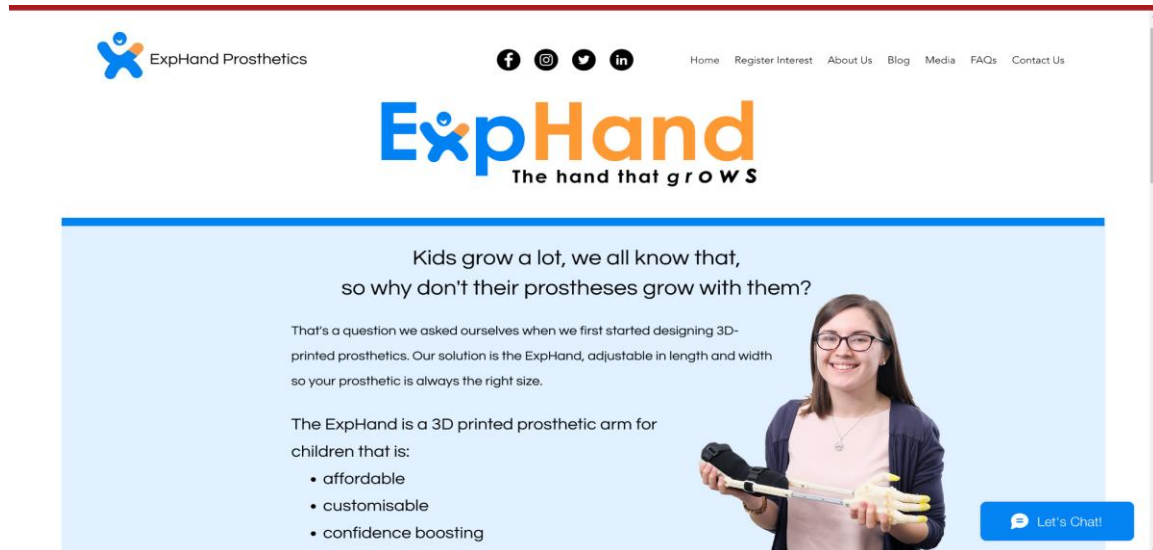 ExpHand Prosthetics
Home Register Interest About Us Blog Media FAQs Contact Us
ExpHand
The hand that grows
Kids grow a lot, we all know that,
so why don't their prostheses grow with them?
That's a question we asked ourselves when we first started designing 3D-
printed prosthetics. Our solution is the ExpHand, adjustable in length and width
so your prosthetic is always the right size.
The ExpHand is a 3D printed prosthetic arm for
children that is:
• affordable
• customisable
• confidence boosting
Let's Chat!